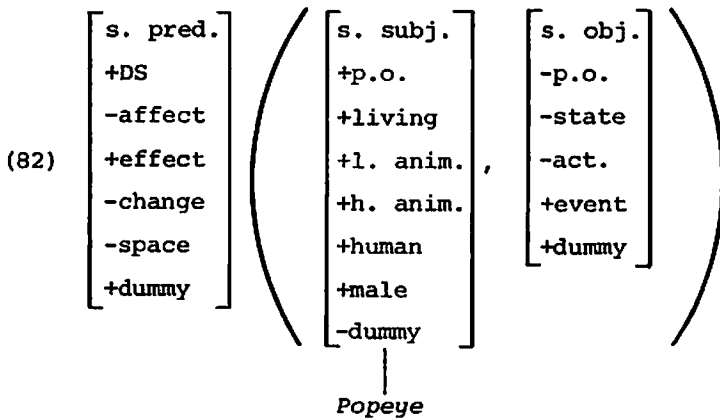 s. pred. s. subj. s. obj.
+DS +p.o. -p.o.
-affect +living -state
(82) +effect +l. anim. , -act.
-change +h. anim. +event
-space +human +dummy
+dummy +male
-dummy
Popeye